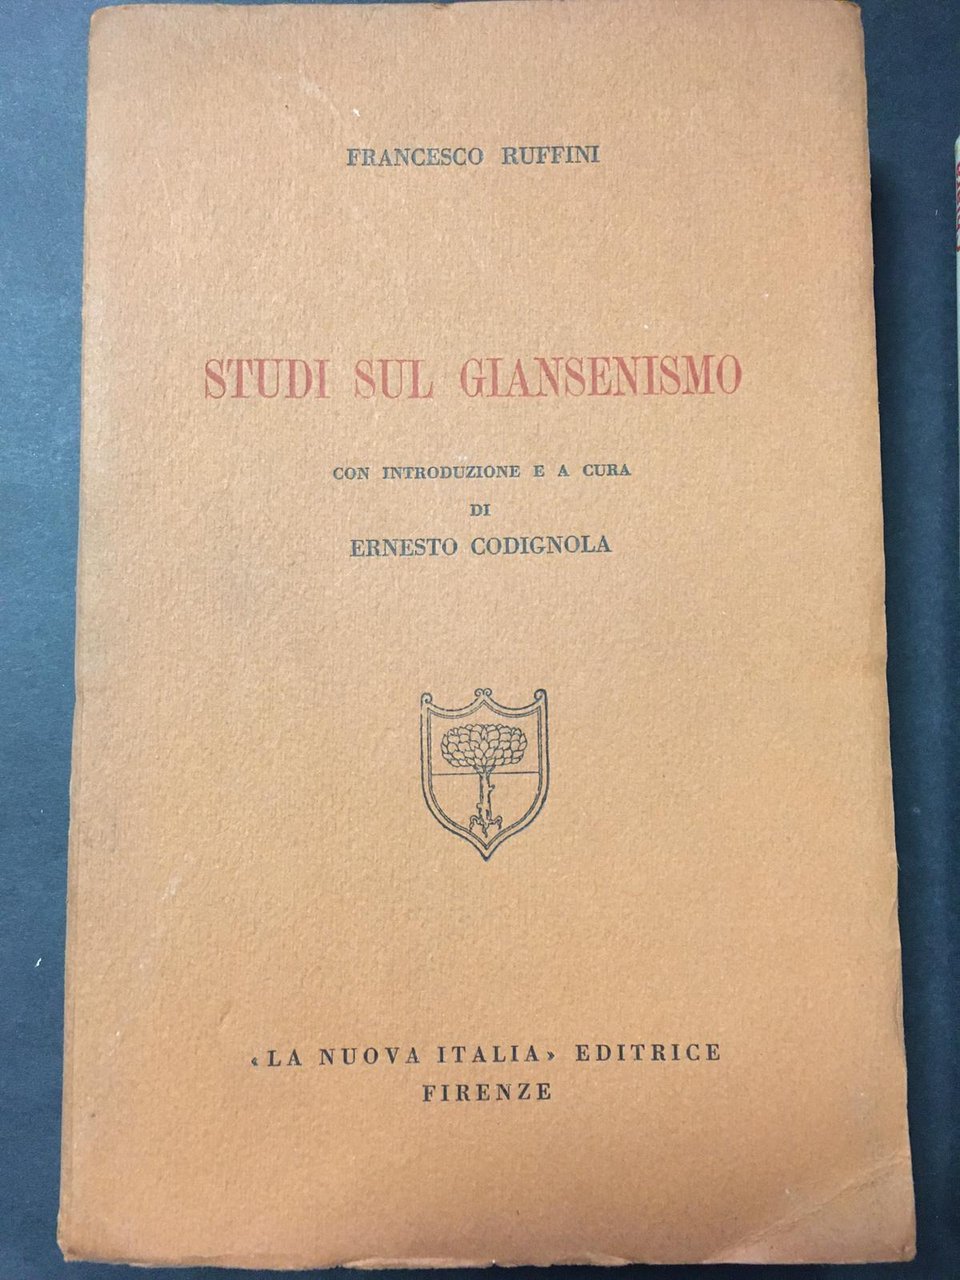 FRANCESCO RUFFINI
STUDI SUL GIANSENISMO
CON INTRODUZIONE E A CURA
DI
ERNESTO CODIGNOLA
«LA NUOVA ITALIA» EDITRICE
FIRENZE